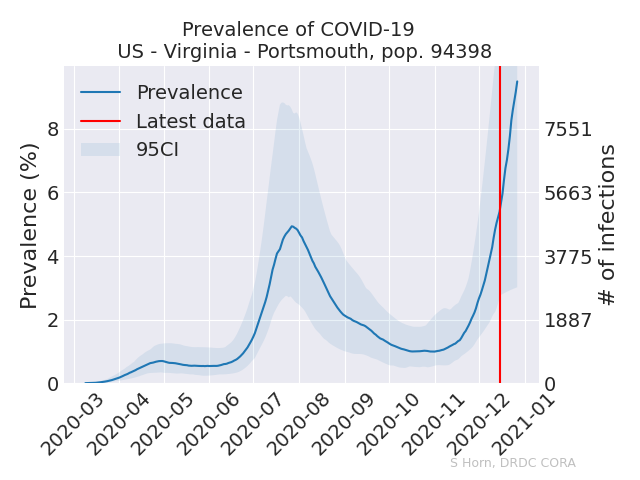 Prevalence of COVID-19
US - Virginia - Portsmouth, pop. 94398
Prevalence
Latest data
95CI
Prevalence (%)
8
6
4
2
0
7551
5663
3775
1887
0
# of infections
2020-03
2020-04
2020-05
2020-06
2020-07
2020-08
2020-09
2020-10
2020-11
2020-12
2021-01
S Horn, DRDC CORA